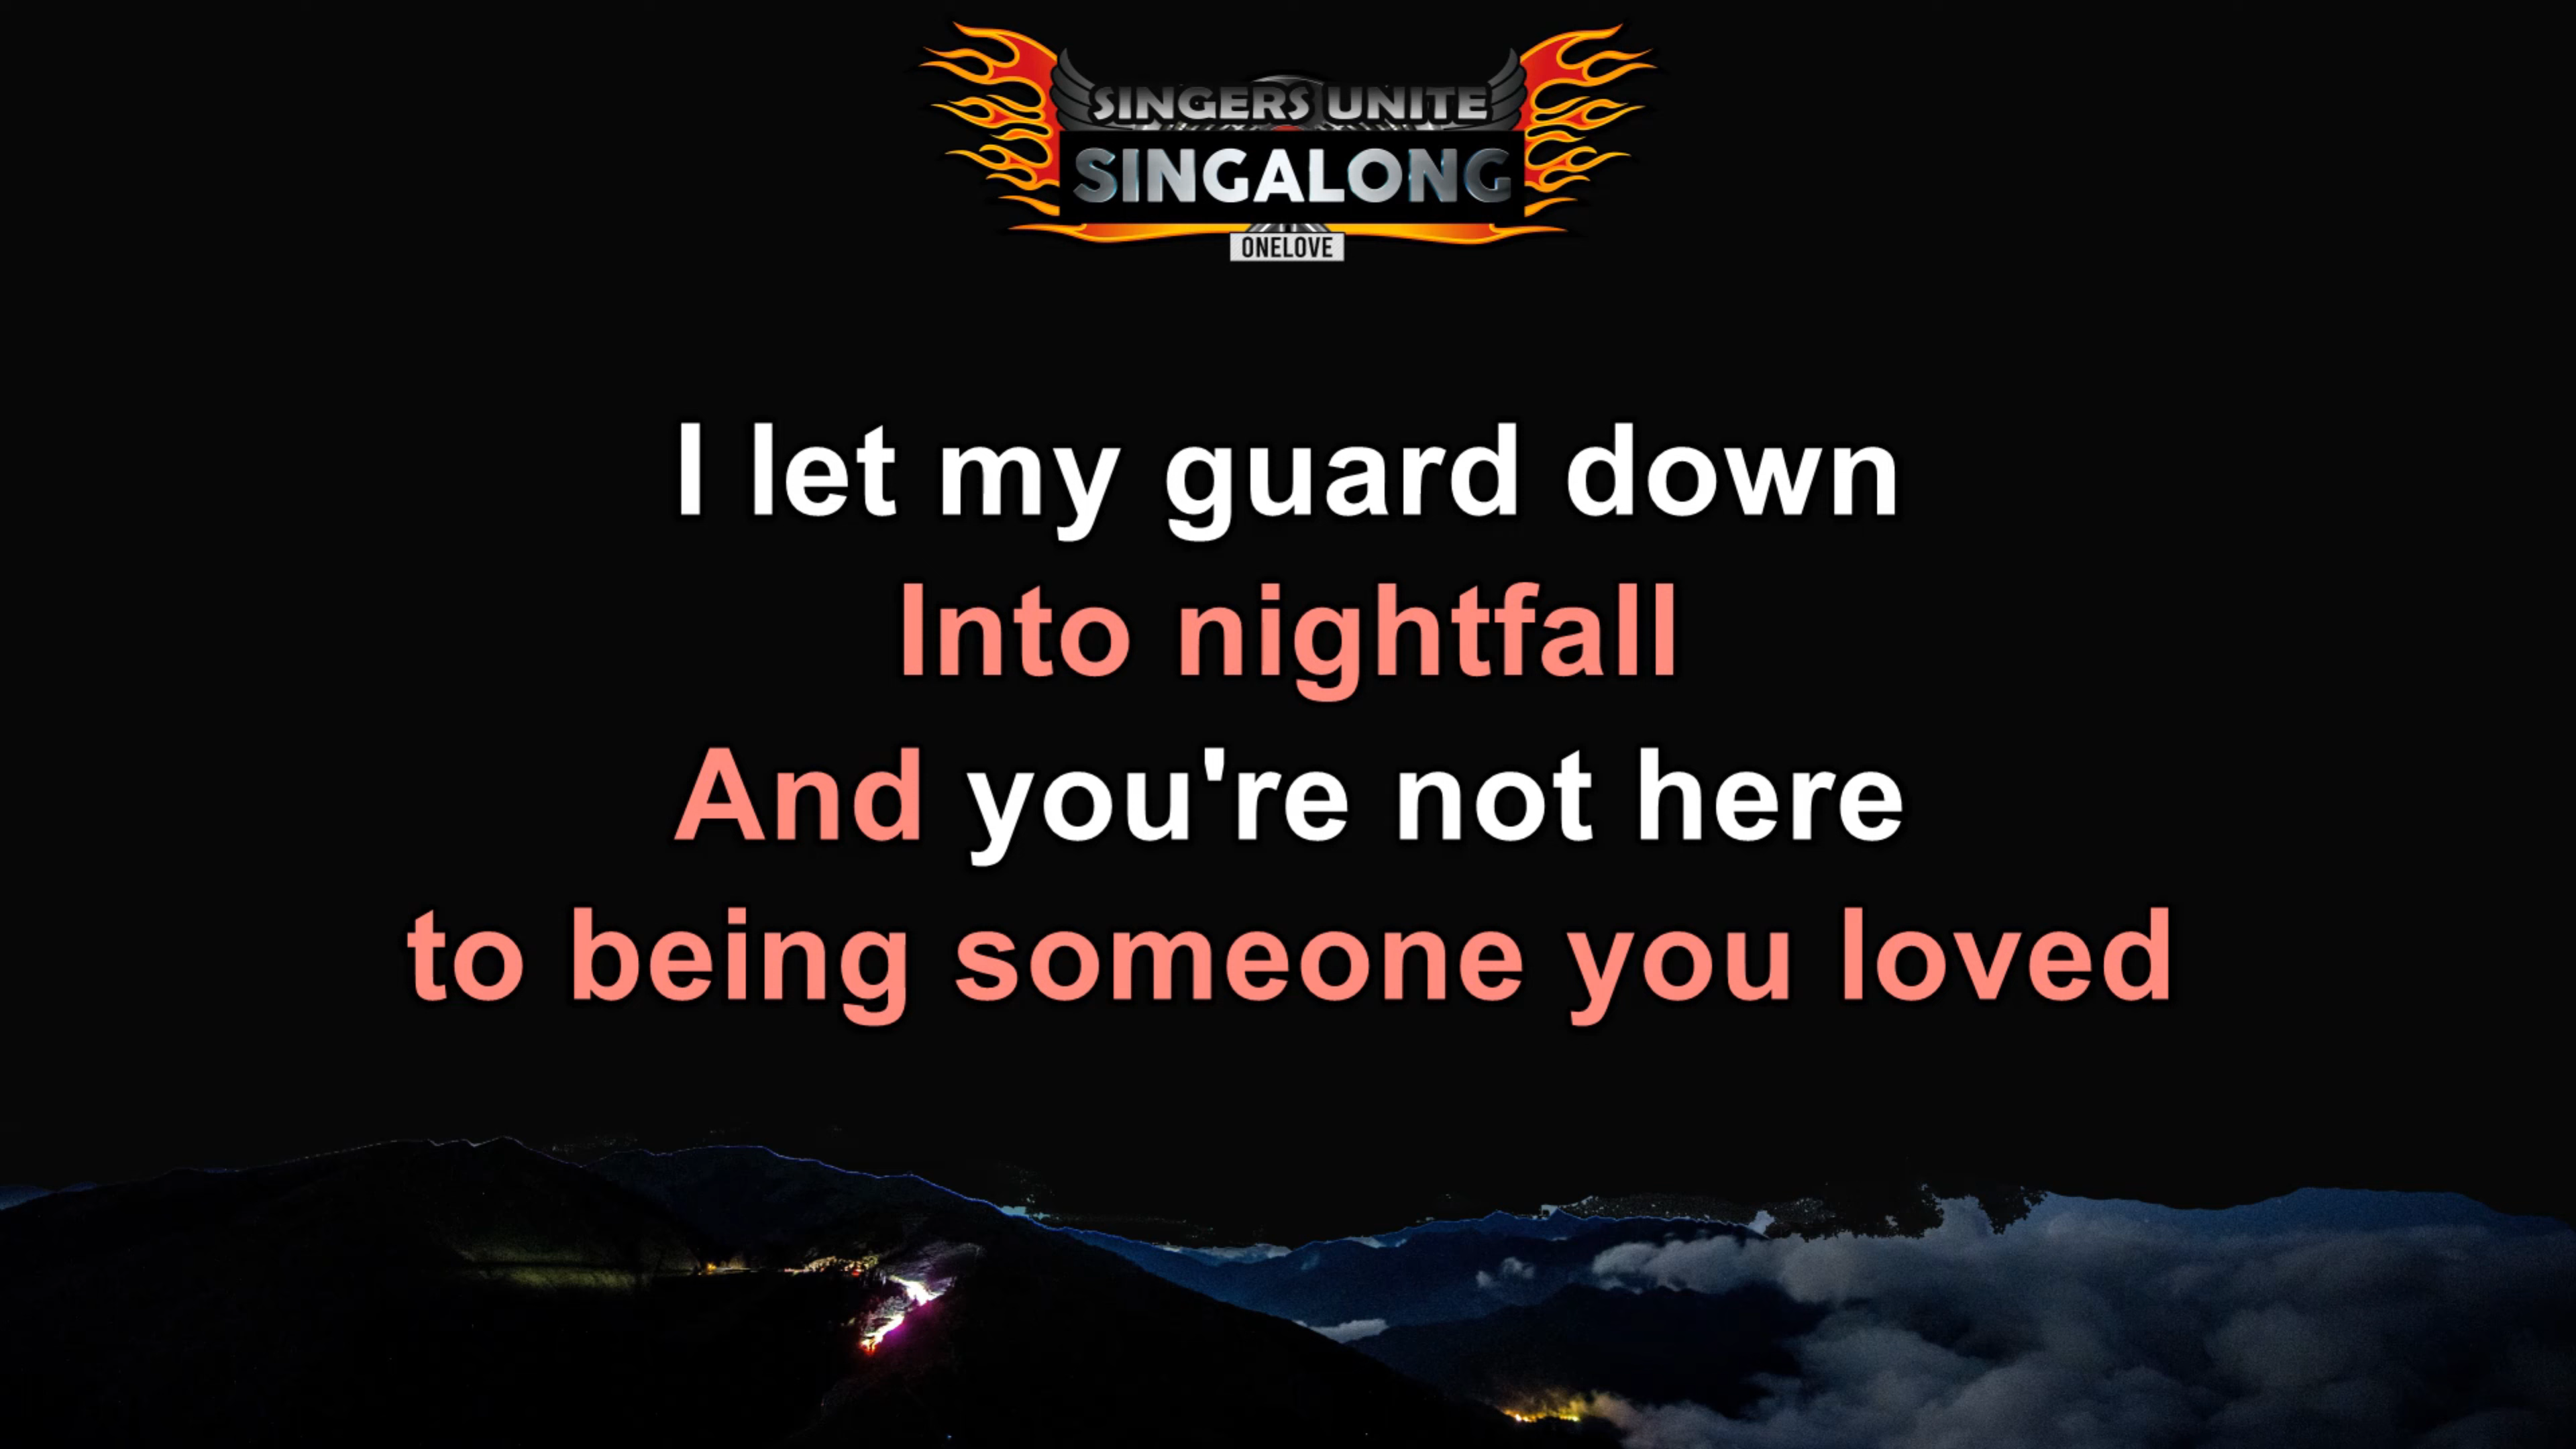 SINGERS UNITE
SINGALONG
ONELOVE
I let my guard down
Into nightfall
And you're not here
to being someone you loved